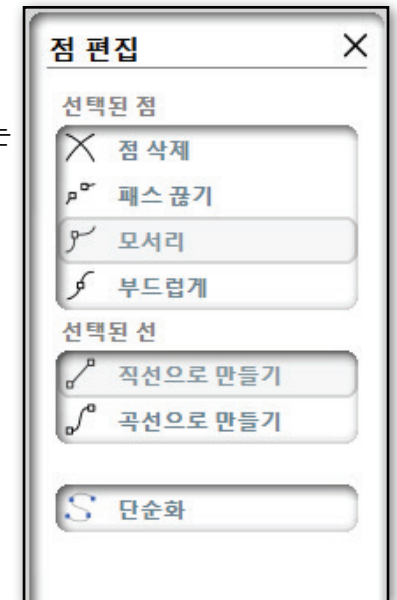 점 편집
선택된 점
점 삭제
패스 끊기
모서리
부드럽게
선택된 선
직선으로 만들기
곡선으로 만들기
단순화